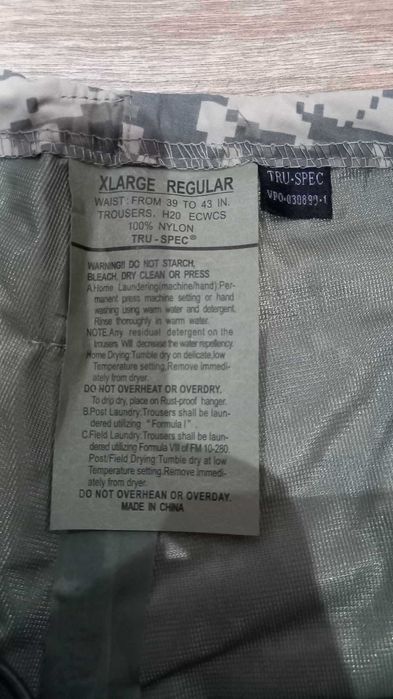 XLARGE REGULAR
WAIST: FROM 39 TO 43 IN.
TROUSERS, H20 ECWCS
100% NYLON
TRU-SPEC®
WARNING!! DO NOT STARCH,
BLEACH, DRY CLEAN OR PRESS
A.Home Laundering(machine/hand):Per-
manent press machine setting or hand
washing using warm water and detergent.
Rinse thoroughly in warm water.
NOTE.Any residual detergent on the
trousers Will decrease the water repellency.
Home Drying:Tumble dry on delicate,low
Temperature setting.Remove immedi-
ately from dryer.
DO NOT OVERHEAT OR OVERDRY.
To drip dry, place on Rust-proof hanger.
B.Post Laundry:Trousers shall be laun-
dered utilizing "Formula I".
C.Field Laundry:Trousers shall be laun-
dered utilizing Formula VIII of FM 10-280.
Post/Field Drying:Tumble dry at low
Temperature setting.Remove immedi-
ately from dryer.
DO NOT OVERHEAN OR OVERDAY.
MADE IN CHINA
TRU-SPEC
VPO-030899-1